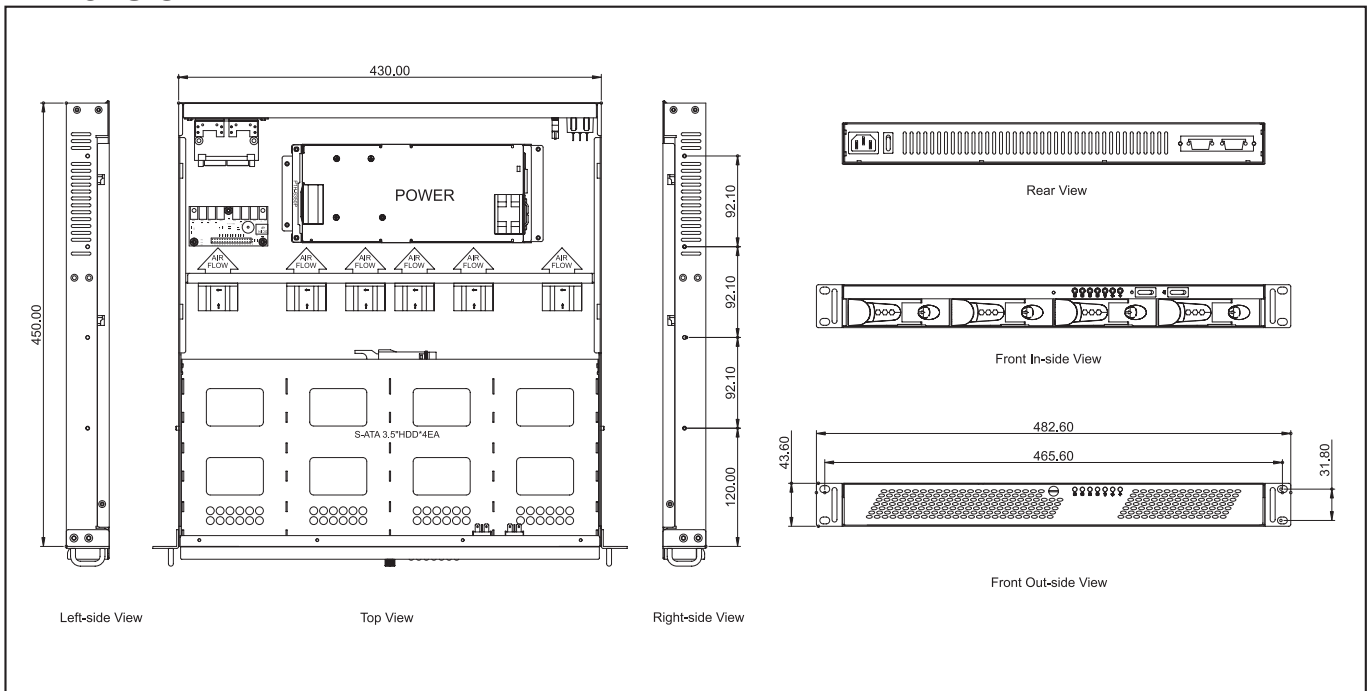 430.00
450.00
POWER
AIR FLOW
AIR FLOW
AIR FLOW
AIR FLOW
AIR FLOW
AIR FLOW
S-ATA 3.5"HDD*4EA
92.10
92.10
92.10
120.00
Left-side View
Top View
Right-side View
Rear View
Front In-side View
482.60
465.60
43.60
31.80
Front Out-side View